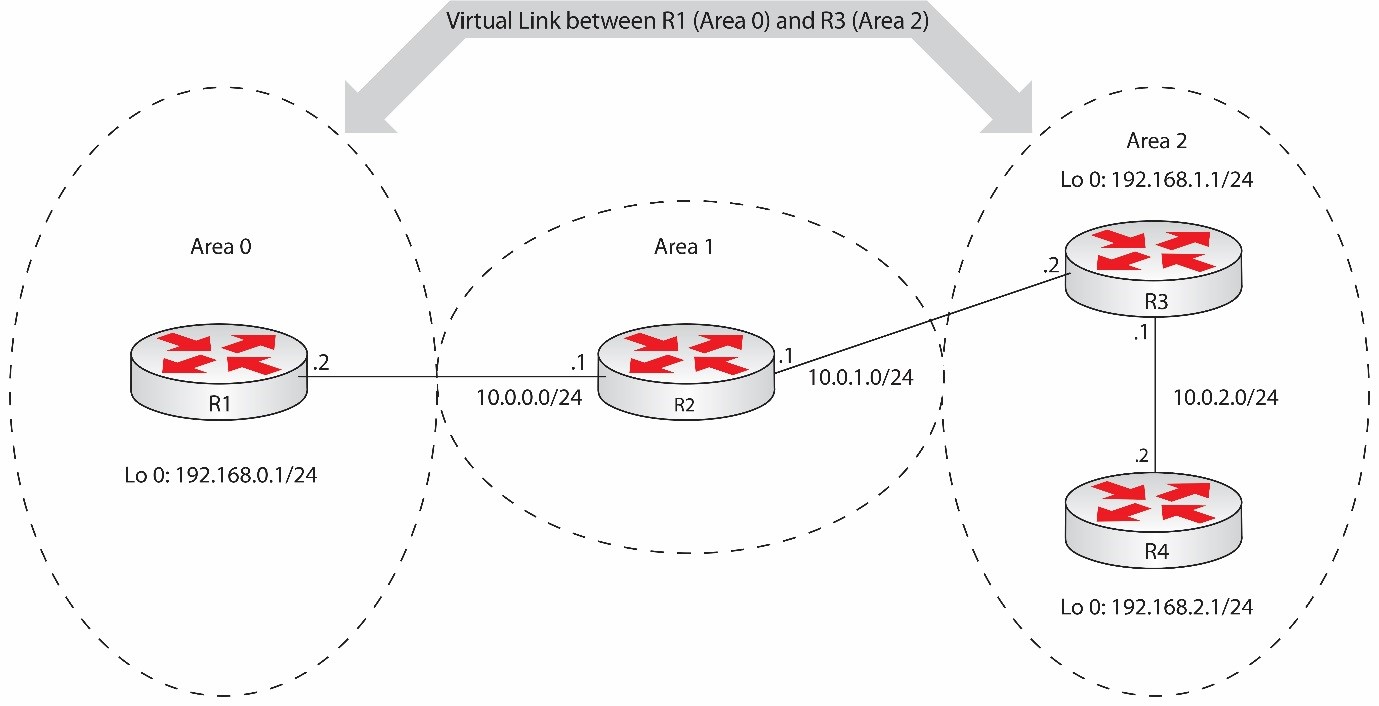 Virtual Link between R1 (Area 0) and R3 (Area 2)
Area 0
R1
.2
Lo 0: 192.168.0.1/24
Area 1
.1
10.0.0.0/24
R2
.1
10.0.1.0/24
Area 2
Lo 0: 192.168.1.1/24
.2
R3
.1
10.0.2.0/24
.2
R4
Lo 0: 192.168.2.1/24